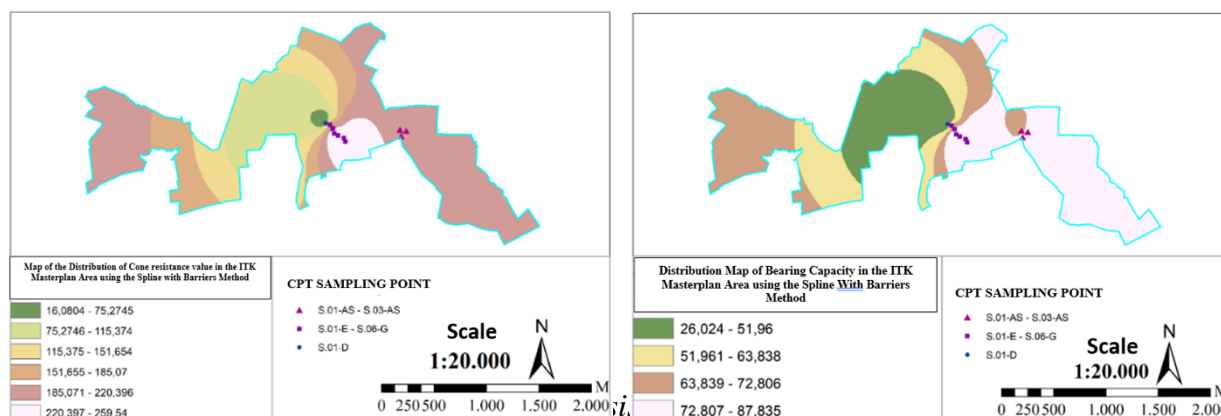 Map of the Distribution of Cone resistance value in the ITK
Masterplan Area using the Spline with Barriers
Method
16,0804 - 75,2745
75,2746 - 115,374
115,375 - 151,654
151,655 - 185,07
185,071 - 220,396
220,397 - 259,54
CPT SAMPLING POINT
S.01-AS - S.03-AS
S.01-E - S.06-G
S.01-D
Scale
1:20.000
N
M
0 250 500 1.000 1.500 2.000
Distribution Map of Bearing Capacity in the ITK
Masterplan Area using the Spline With Barriers
Method
26,024 - 51,96
51,961 - 63,838
63,839 - 72,806
72,807 - 87,835
CPT SAMPLING POINT
S.01-AS - S.03-AS
S.01-E - S.06-G
S.01-D
Scale
1:20.000
N
M
0 250 500 1.000 1.500 2.000